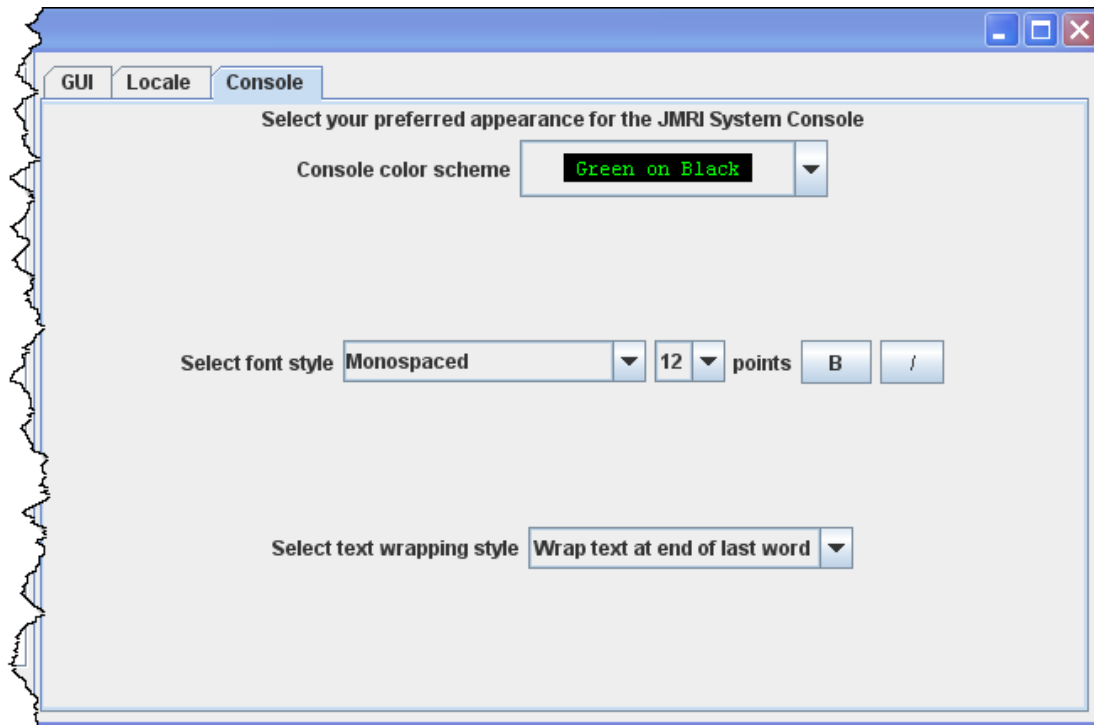 GUI Locale Console
Select your preferred appearance for the JMRI System Console
Console color scheme Green on Black
Select font style Monospaced 12 points B I
Select text wrapping style Wrap text at end of last word